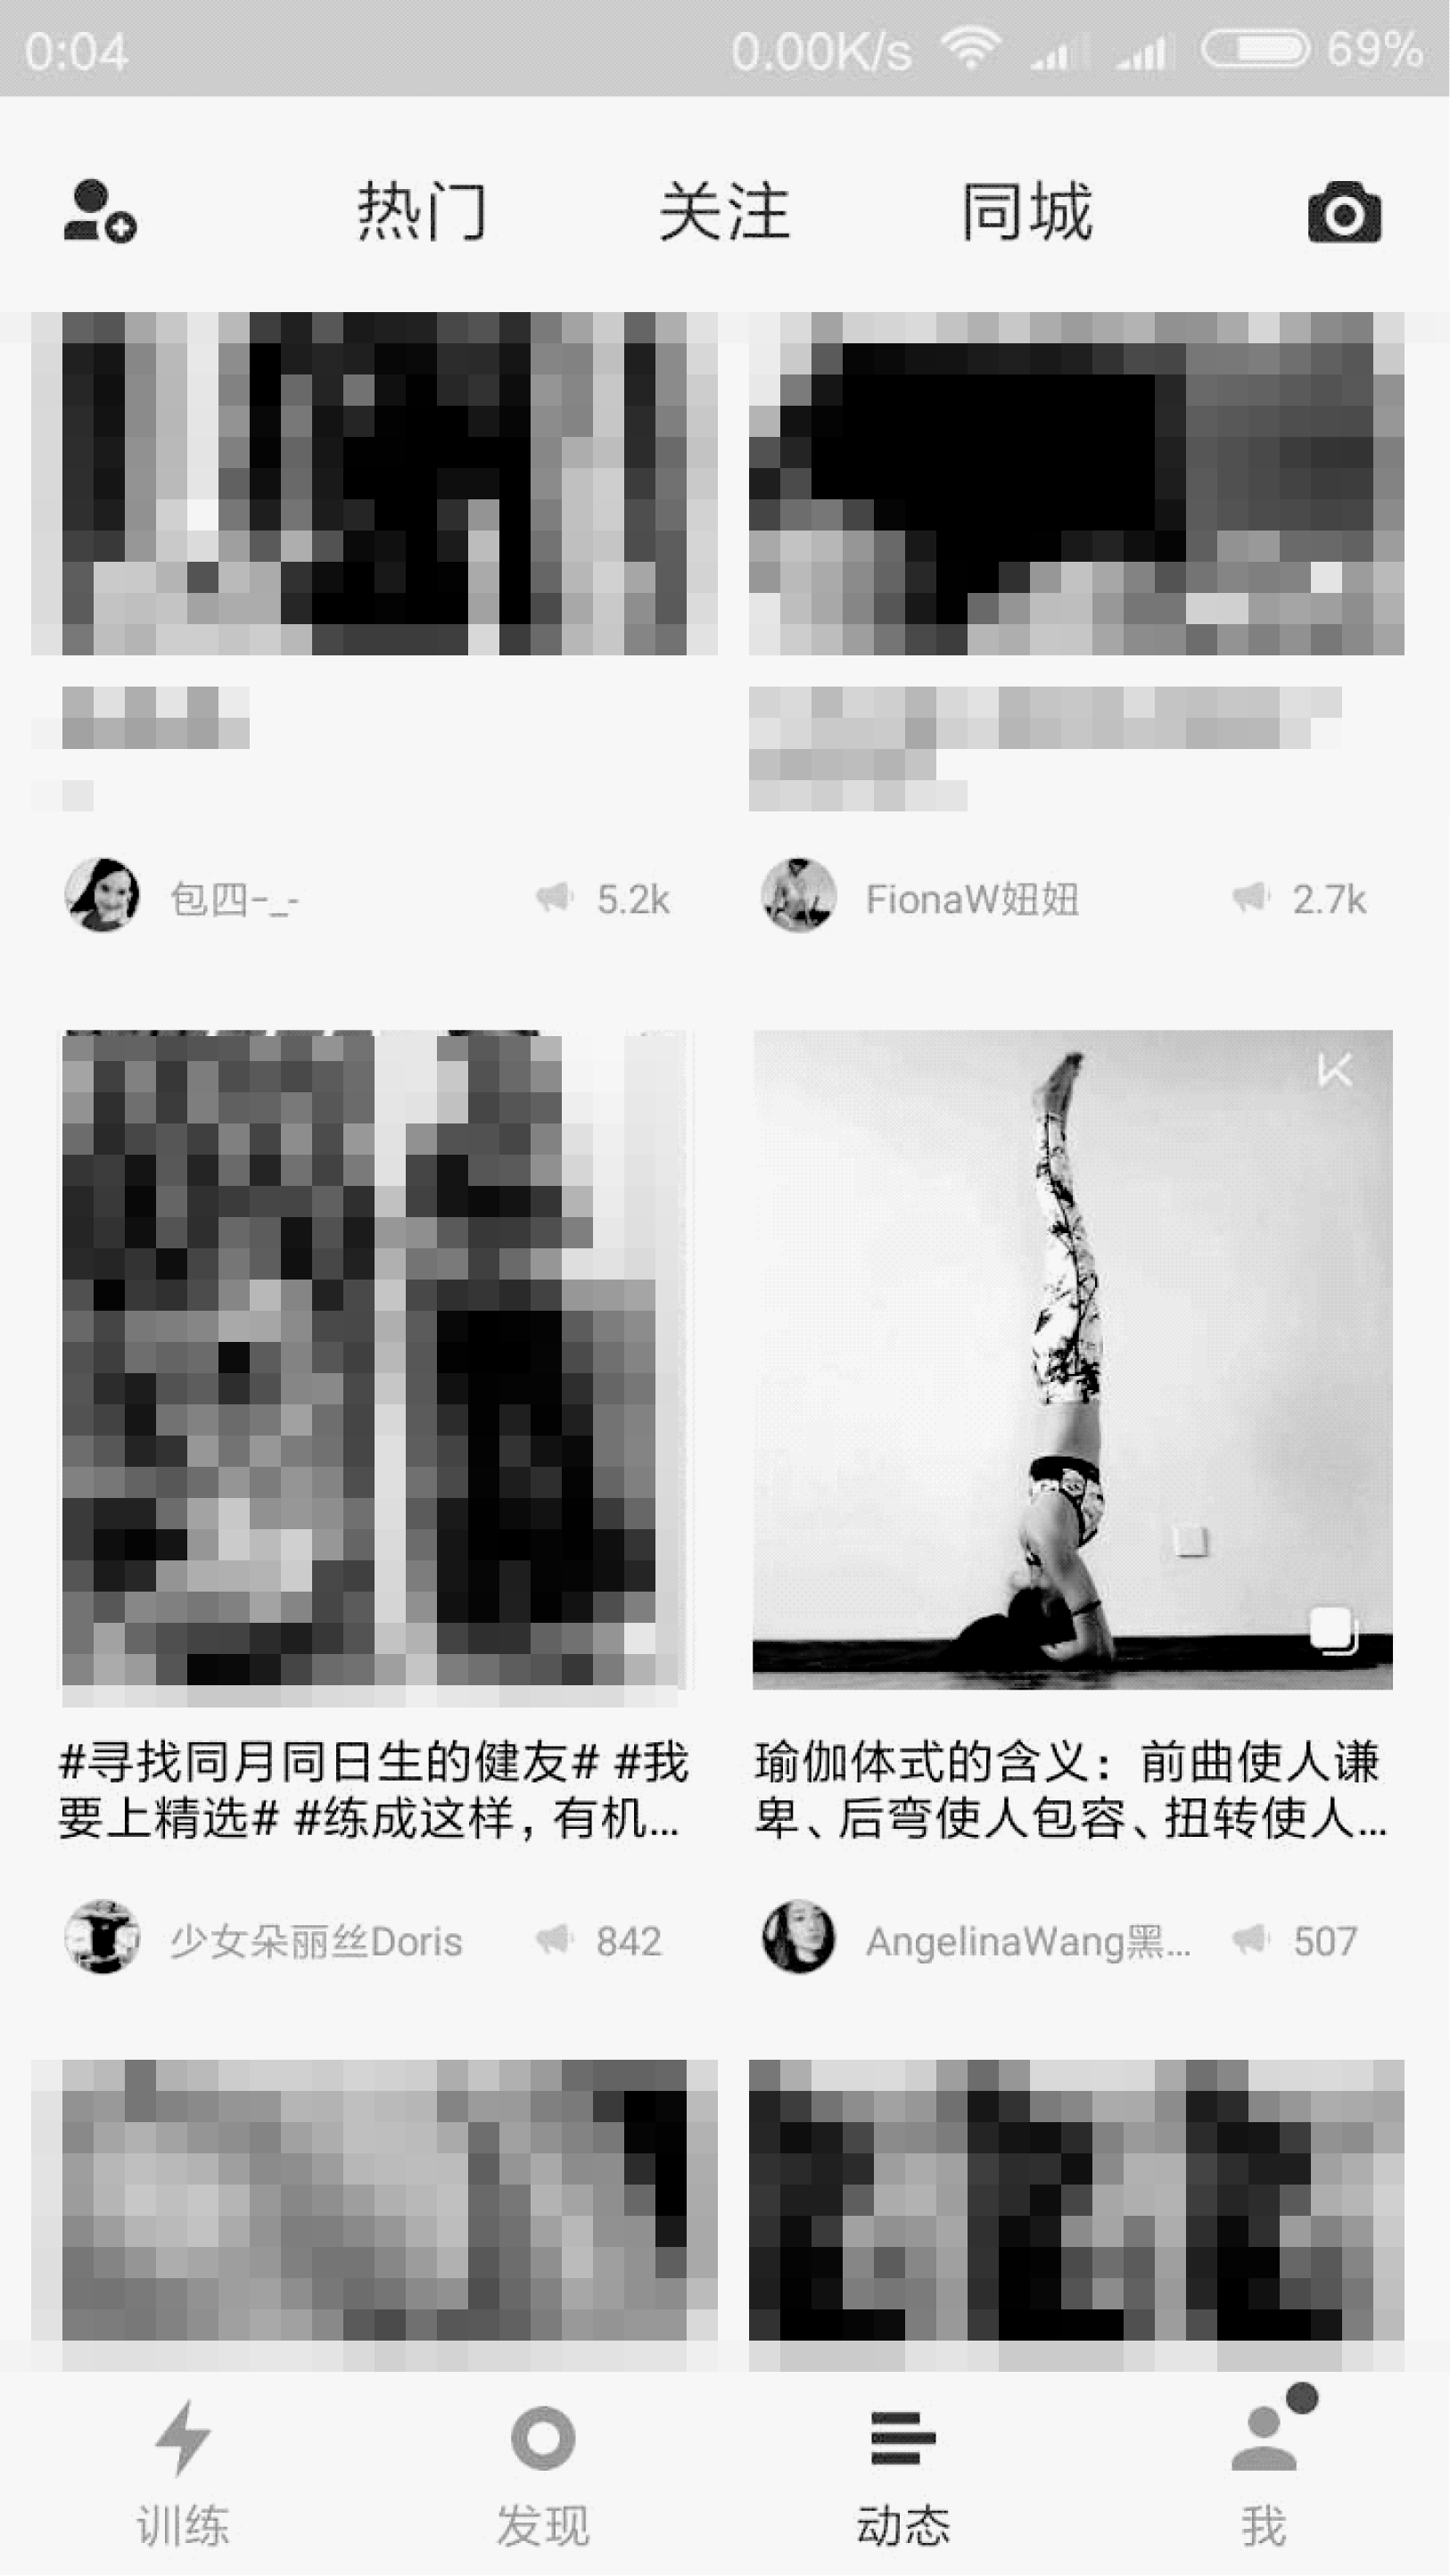 0:04 0.00K/s 69%
热门 关注 同城
包四-_- 5.2k
FionaW妞妞 2.7k
#寻找同月同日生的健友# #我
要上精选# #练成这样，有机...
瑜伽体式的含义：前曲使人谦
卑、后弯使人包容、扭转使人...
少女朵丽丝Doris 842
AngelinaWang黑... 507
训练 发现 动态 我